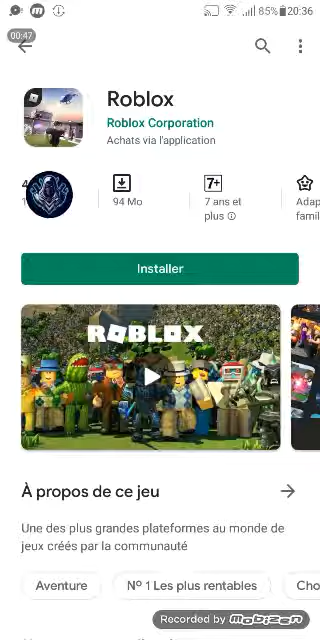 85% 20:36
00:47
Roblox
Roblox Corporation
Achats via l'application
94 Mo
7+
7 ans et
plus
Adap
famil
Installer
ROBLOX
À propos de ce jeu
Une des plus grandes plateformes au monde de
jeux créés par la communauté
Aventure
Nº 1 Les plus rentables
Cho
Recorded by mobizen